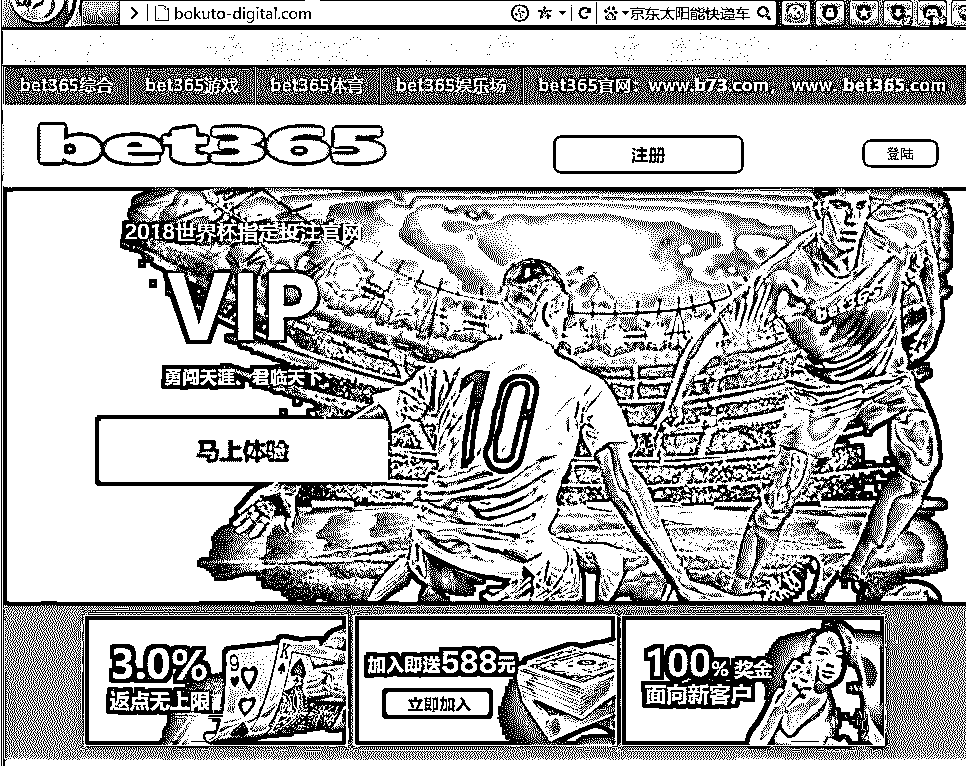 bokuto-digital.com
京东太阳能快递车
bet365综合 bet365游戏 bet365体育 bet365娱乐场 bet365官网：www.b73.com， www. bet365.com
bet365
注册
登陆
2018世界杯指定投注官网
VIP
勇闯天涯、君临天下
马上体验
bet365
10
3.0%
返点无上限
9
K
加入即送588元
立即加入
100% 奖金
面向新客户